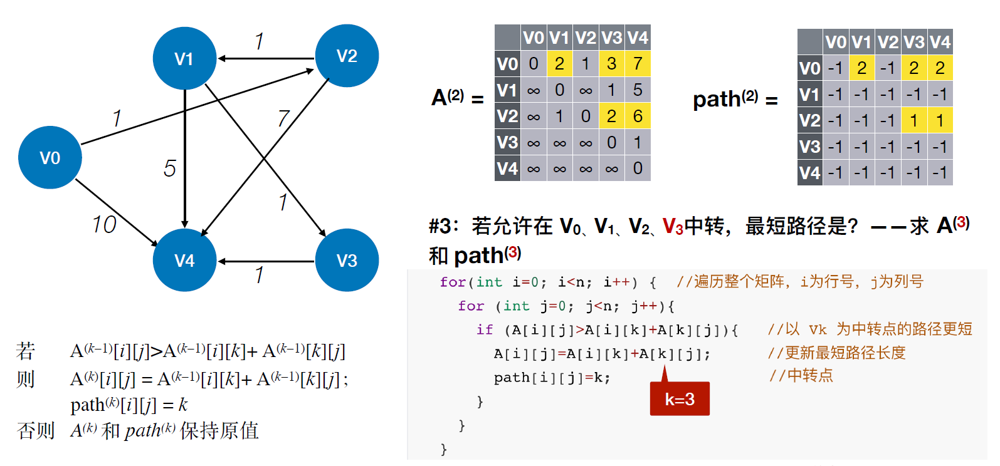 V1
1
V2
1
7
V0
5
1
10
V4
1
V3
A(2) =
V0 V1 V2 V3 V4
V0 0 2 1 3 7
V1 ∞ 0 ∞ 1 5
V2 ∞ 1 0 2 6
V3 ∞ ∞ ∞ 0 1
V4 ∞ ∞ ∞ ∞ 0
path(2) =
V0 V1 V2 V3 V4
V0 -1 2 -1 2 2
V1 -1 -1 -1 -1 -1
V2 -1 -1 -1 1 1
V3 -1 -1 -1 -1 -1
V4 -1 -1 -1 -1 -1
#3：若允许在 V0、V1、V2、V3中转，最短路径是？——求 A(3)
和 path(3)
for(int i=0; i<n; i++) { //遍历整个矩阵，i为行号，j为列号
for (int j=0; j<n; j++){
if (A[i][j]>A[i][k]+A[k][j]){ //以 Vk 为中转点的路径更短
A[i][j]=A[i][k]+A[k][j]; //更新最短路径长度
path[i][j]=k; //中转点
}
}
}
k=3
若 A(k−1)[i][j]>A(k−1)[i][k]+ A(k−1)[k][j]
则 A(k)[i][j] = A(k−1)[i][k]+ A(k−1)[k][j] ;
path(k)[i][j] = k
否则 A(k) 和 path(k) 保持原值